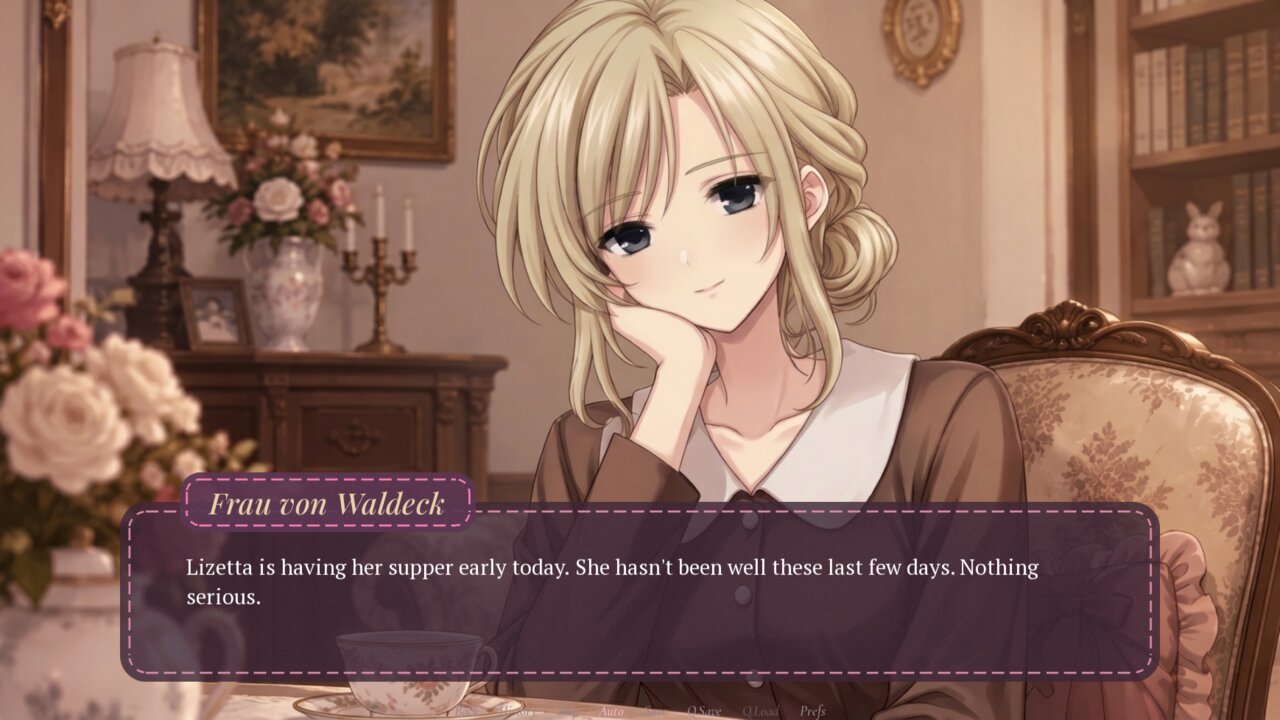 Frau von Waldeck
Lizetta is having her supper early today. She hasn't been well these last few days. Nothing
serious.
Auto Q.Save Q.Load Prefs